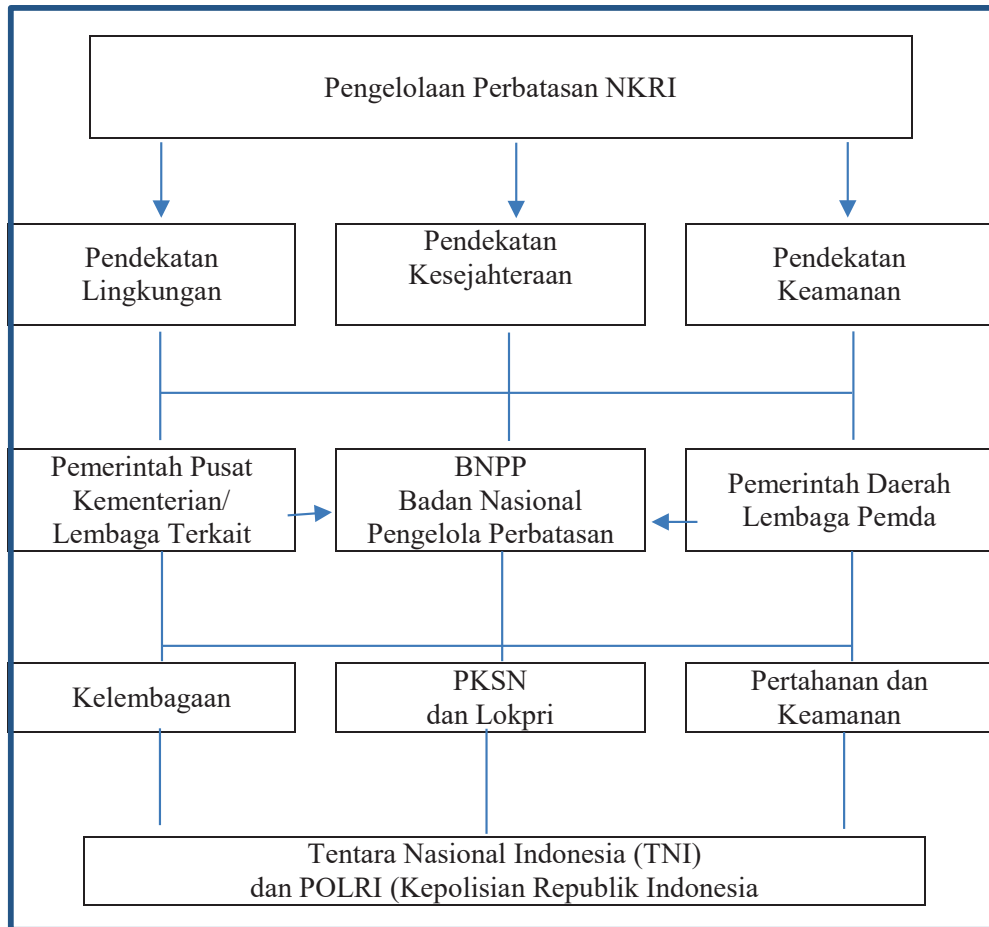 Pengelolaan Perbatasan NKRI
Pendekatan
Lingkungan
Pendekatan
Kesejahteraan
Pendekatan
Keamanan
Pemerintah Pusat
Kementerian/
Lembaga Terkait
BNPP
Badan Nasional
Pengelola Perbatasan
Pemerintah Daerah
Lembaga Pemda
Kelembagaan
PKSN
dan Lokpri
Pertahanan dan
Keamanan
Tentara Nasional Indonesia (TNI)
dan POLRI (Kepolisian Republik Indonesia